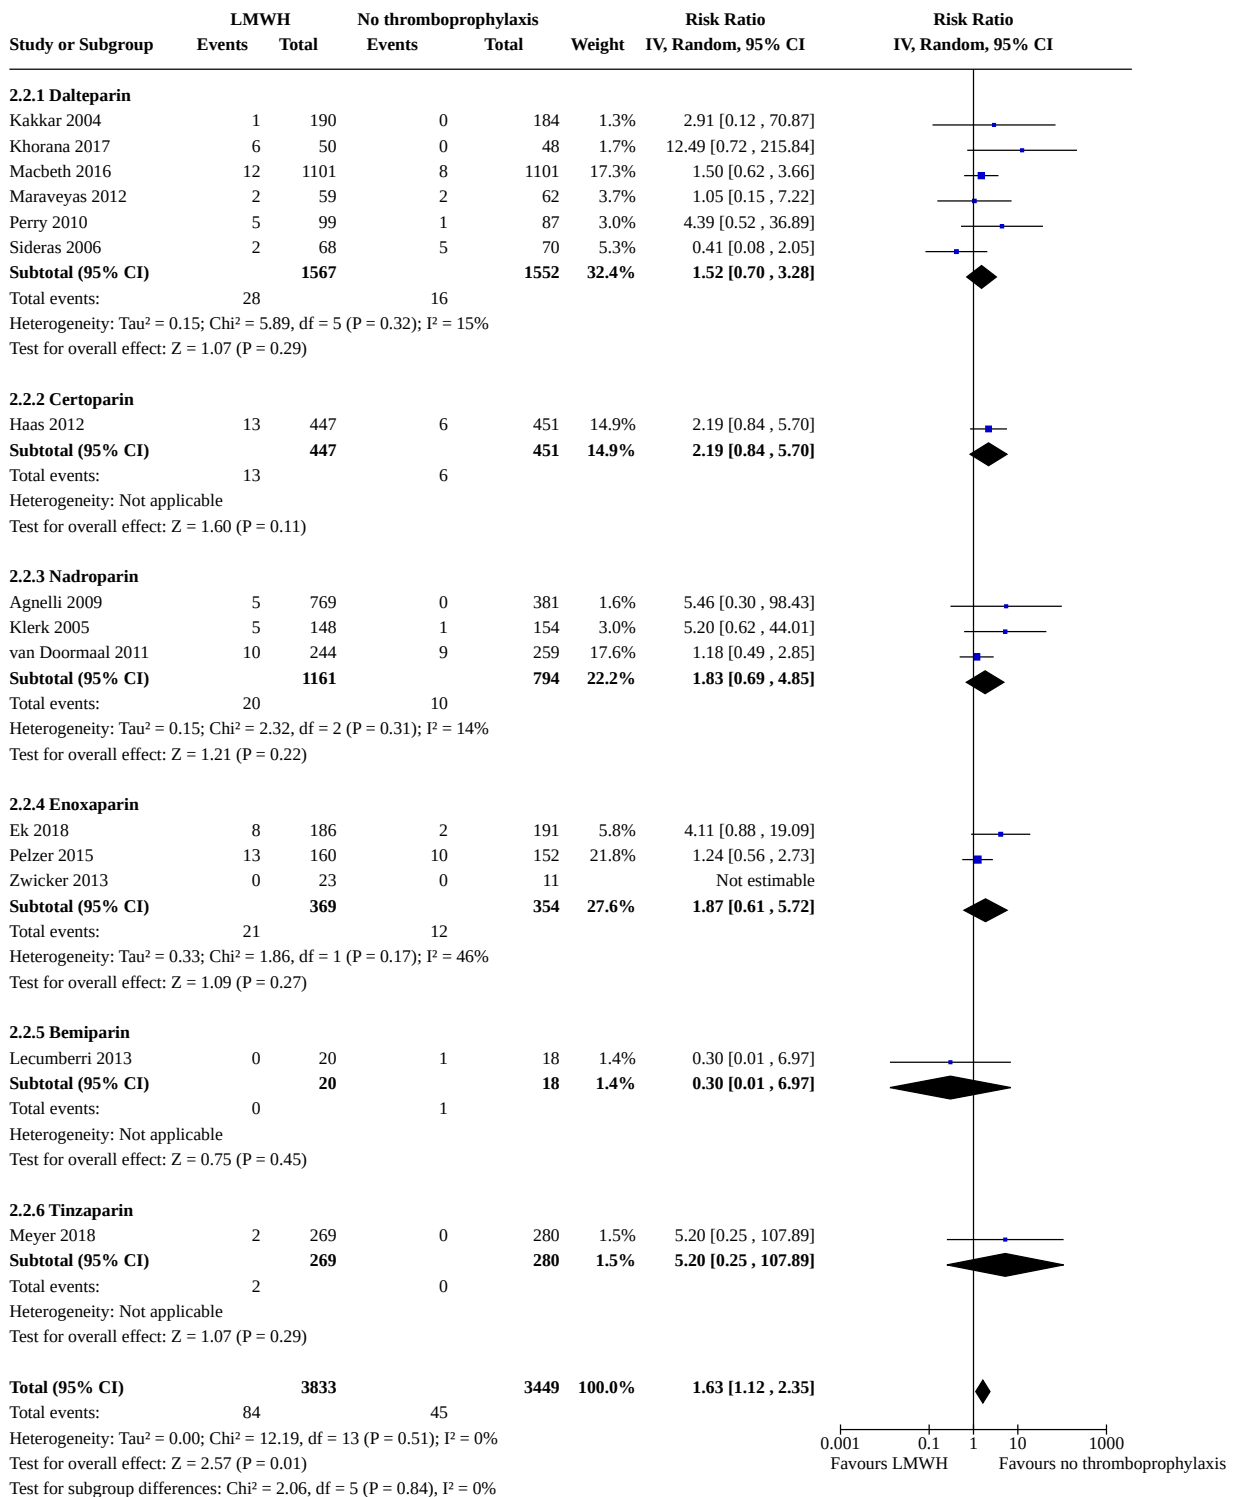 LMWH No thromboprophylaxis Risk Ratio Risk Ratio
Study or Subgroup Events Total Events Total Weight IV, Random, 95% CI IV, Random, 95% CI
2.2.1 Dalteparin
Kakkar 2004 1 190 0 184 1.3% 2.91 [0.12 , 70.87]
Khorana 2017 6 50 0 48 1.7% 12.49 [0.72 , 215.84]
Macbeth 2016 12 1101 8 1101 17.3% 1.50 [0.62 , 3.66]
Maraveyas 2012 2 59 2 62 3.7% 1.05 [0.15 , 7.22]
Perry 2010 5 99 1 87 3.0% 4.39 [0.52 , 36.89]
Sideras 2006 2 68 5 70 5.3% 0.41 [0.08 , 2.05]
Subtotal (95% CI) 1567 1552 32.4% 1.52 [0.70 , 3.28]
Total events: 28 16
Heterogeneity: Tau² = 0.15; Chi² = 5.89, df = 5 (P = 0.32); I² = 15%
Test for overall effect: Z = 1.07 (P = 0.29)
2.2.2 Certoparin
Haas 2012 13 447 6 451 14.9% 2.19 [0.84 , 5.70]
Subtotal (95% CI) 447 451 14.9% 2.19 [0.84 , 5.70]
Total events: 13 6
Heterogeneity: Not applicable
Test for overall effect: Z = 1.60 (P = 0.11)
2.2.3 Nadroparin
Agnelli 2009 5 769 0 381 1.6% 5.46 [0.30 , 98.43]
Klerk 2005 5 148 1 154 3.0% 5.20 [0.62 , 44.01]
van Doormaal 2011 10 244 9 259 17.6% 1.18 [0.49 , 2.85]
Subtotal (95% CI) 1161 794 22.2% 1.83 [0.69 , 4.85]
Total events: 20 10
Heterogeneity: Tau² = 0.15; Chi² = 2.32, df = 2 (P = 0.31); I² = 14%
Test for overall effect: Z = 1.21 (P = 0.22)
2.2.4 Enoxaparin
Ek 2018 8 186 2 191 5.8% 4.11 [0.88 , 19.09]
Pelzer 2015 13 160 10 152 21.8% 1.24 [0.56 , 2.73]
Zwicker 2013 0 23 0 11 Not estimable
Subtotal (95% CI) 369 354 27.6% 1.87 [0.61 , 5.72]
Total events: 21 12
Heterogeneity: Tau² = 0.33; Chi² = 1.86, df = 1 (P = 0.17); I² = 46%
Test for overall effect: Z = 1.09 (P = 0.27)
2.2.5 Bemiparin
Lecumberri 2013 0 20 1 18 1.4% 0.30 [0.01 , 6.97]
Subtotal (95% CI) 20 18 1.4% 0.30 [0.01 , 6.97]
Total events: 0 1
Heterogeneity: Not applicable
Test for overall effect: Z = 0.75 (P = 0.45)
2.2.6 Tinzaparin
Meyer 2018 2 269 0 280 1.5% 5.20 [0.25 , 107.89]
Subtotal (95% CI) 269 280 1.5% 5.20 [0.25 , 107.89]
Total events: 2 0
Heterogeneity: Not applicable
Test for overall effect: Z = 1.07 (P = 0.29)
Total (95% CI) 3833 3449 100.0% 1.63 [1.12 , 2.35]
Total events: 84 45
Heterogeneity: Tau² = 0.00; Chi² = 12.19, df = 13 (P = 0.51); I² = 0%
0.001 0.1 1 10 1000
Test for overall effect: Z = 2.57 (P = 0.01) Favours LMWH Favours no thromboprophylaxis
Test for subgroup differences: Chi² = 2.06, df = 5 (P = 0.84), I² = 0%